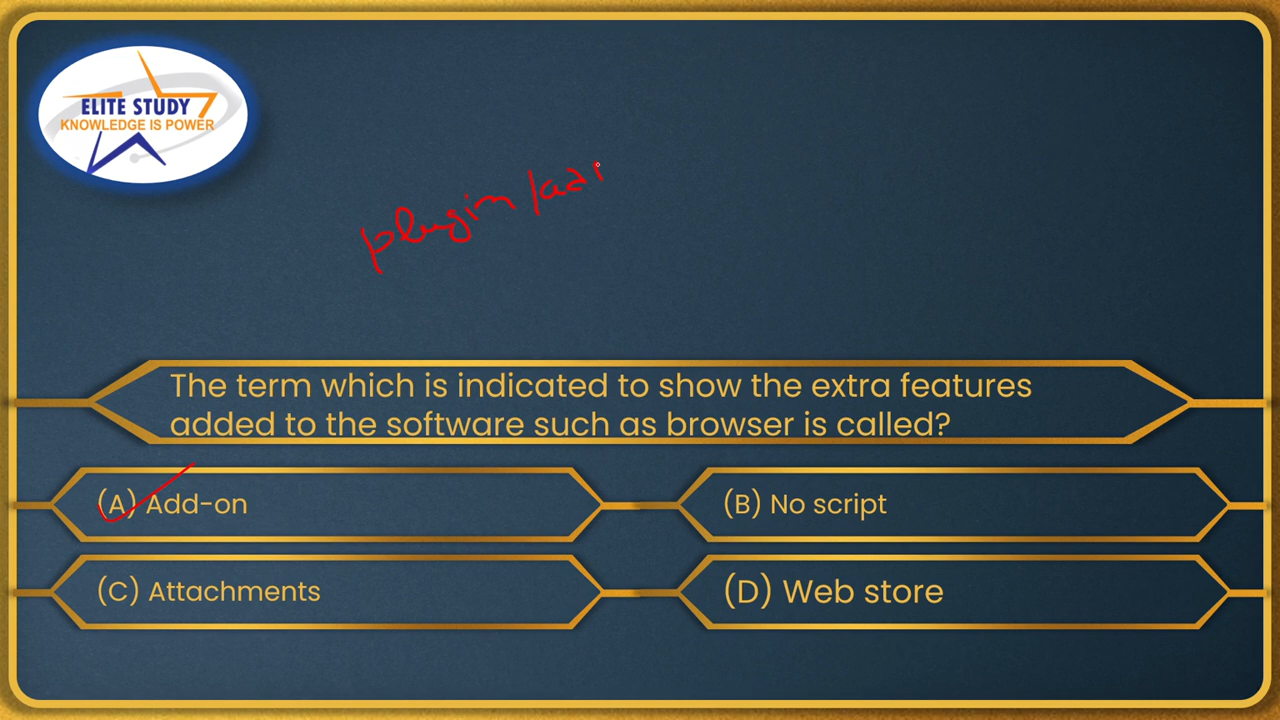 ELITE STUDY
KNOWLEDGE IS POWER
plugin /add
The term which is indicated to show the extra features
added to the software such as browser is called?
(A) Add-on
(B) No script
(C) Attachments
(D) Web store